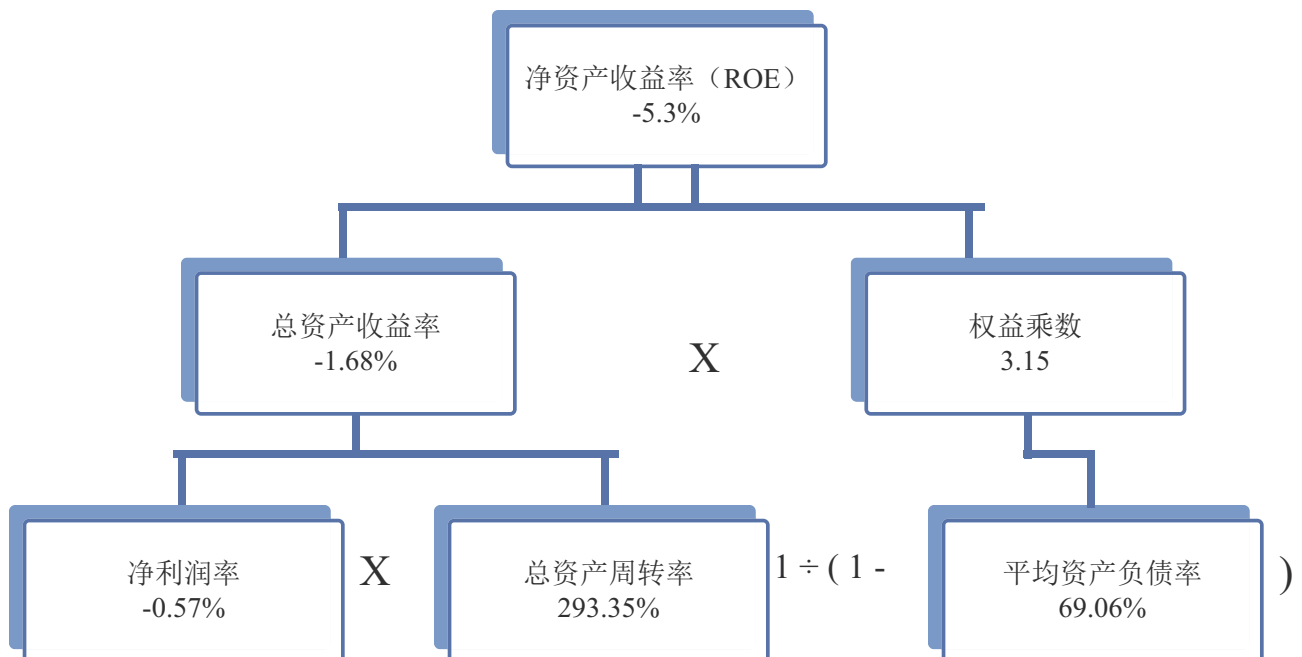 净资产收益率（ROE）
-5.3%
总资产收益率
-1.68%
X
权益乘数
3.15
净利润率
-0.57%
X
总资产周转率
293.35%
1 ÷ ( 1 -
平均资产负债率
69.06%
)